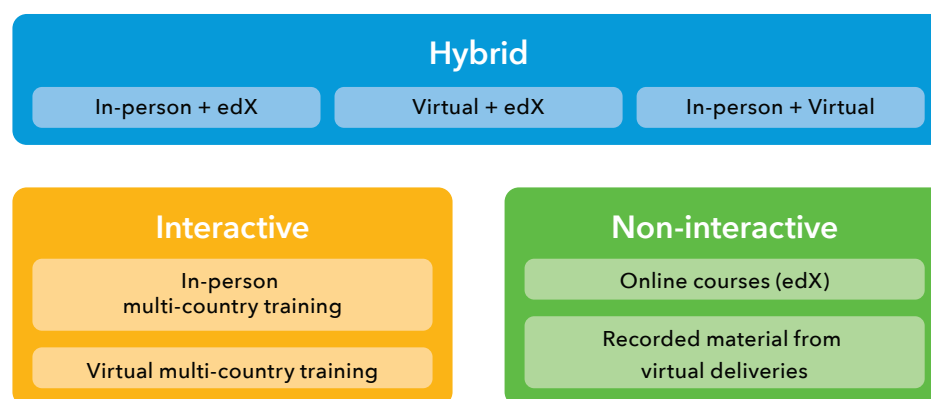 Hybrid
In-person + edX
Virtual + edX
In-person + Virtual
Interactive
In-person
multi-country training
Virtual multi-country training
Non-interactive
Online courses (edX)
Recorded material from
virtual deliveries